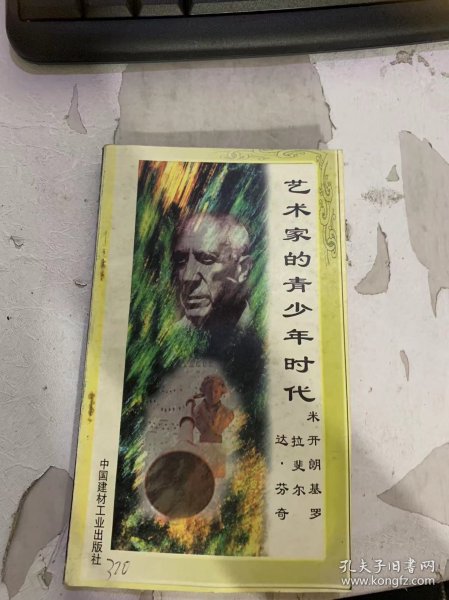 艺术家的青少年时代
米开朗基罗
拉斐尔
达·芬奇
中国建材工业出版社
320
孔夫子旧书网
www.kongfz.com